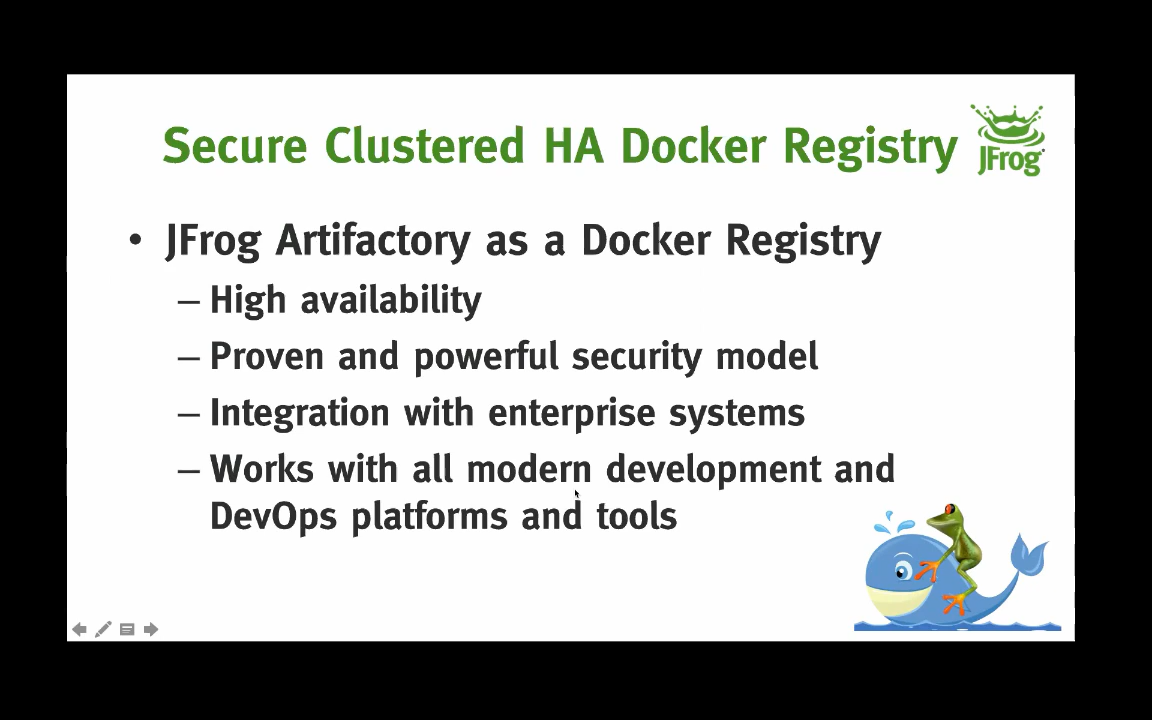 Secure Clustered HA Docker Registry
JFrog
• JFrog Artifactory as a Docker Registry
– High availability
– Proven and powerful security model
– Integration with enterprise systems
– Works with all modern development and
DevOps platforms and tools